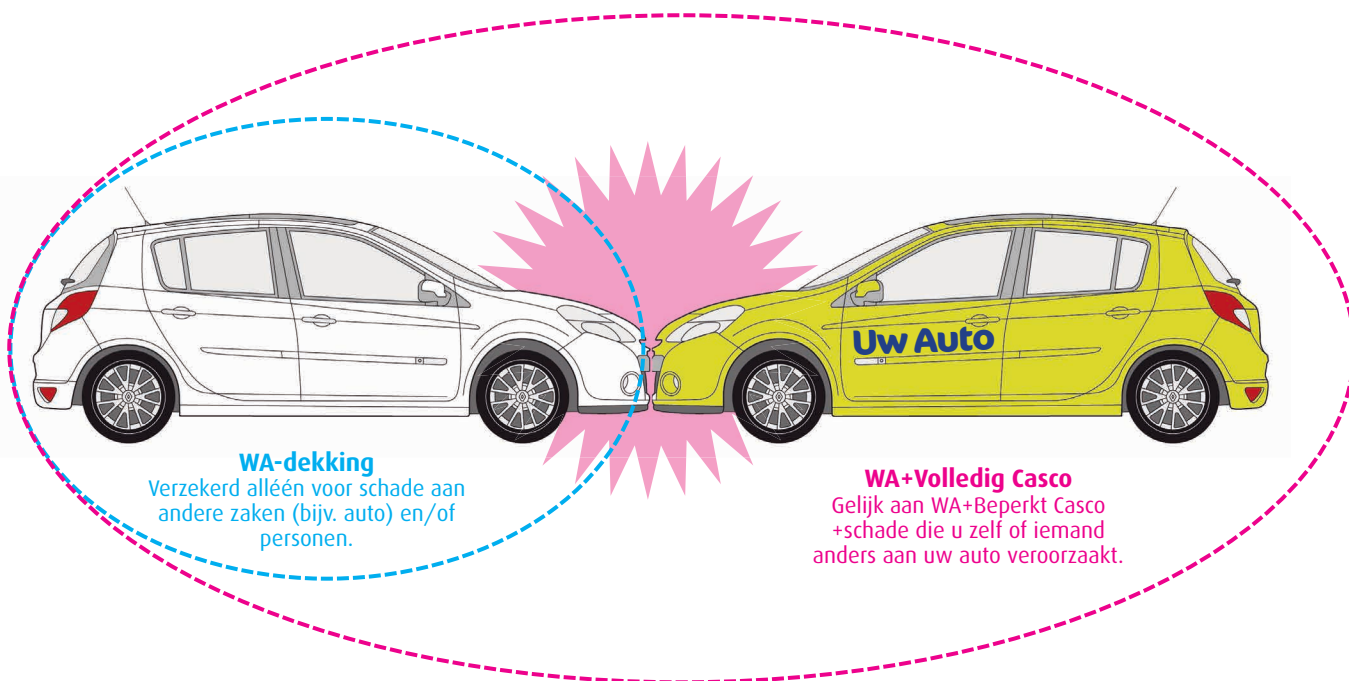 Uw Auto
WA-dekking
Verzekerd alléén voor schade aan
andere zaken (bijv. auto) en/of
personen.
WA+Volledig Casco
Gelijk aan WA+Beperkt Casco
+schade die u zelf of iemand
anders aan uw auto veroorzaakt.